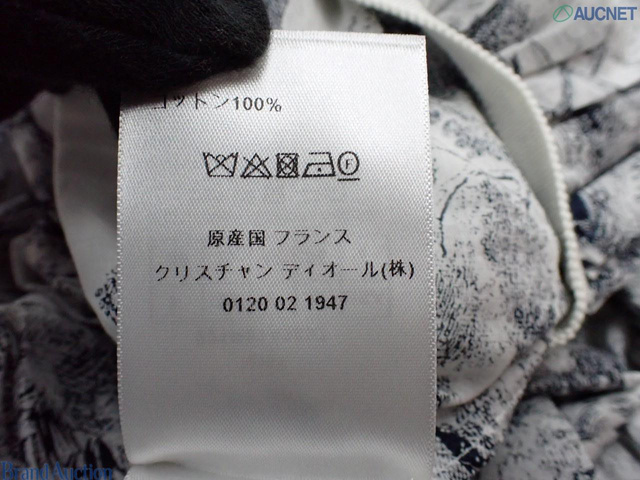 AUCNET
コットン100%
原産国 フランス
クリスチャン ディオール(株)
0120 02 1947
Brand Auction